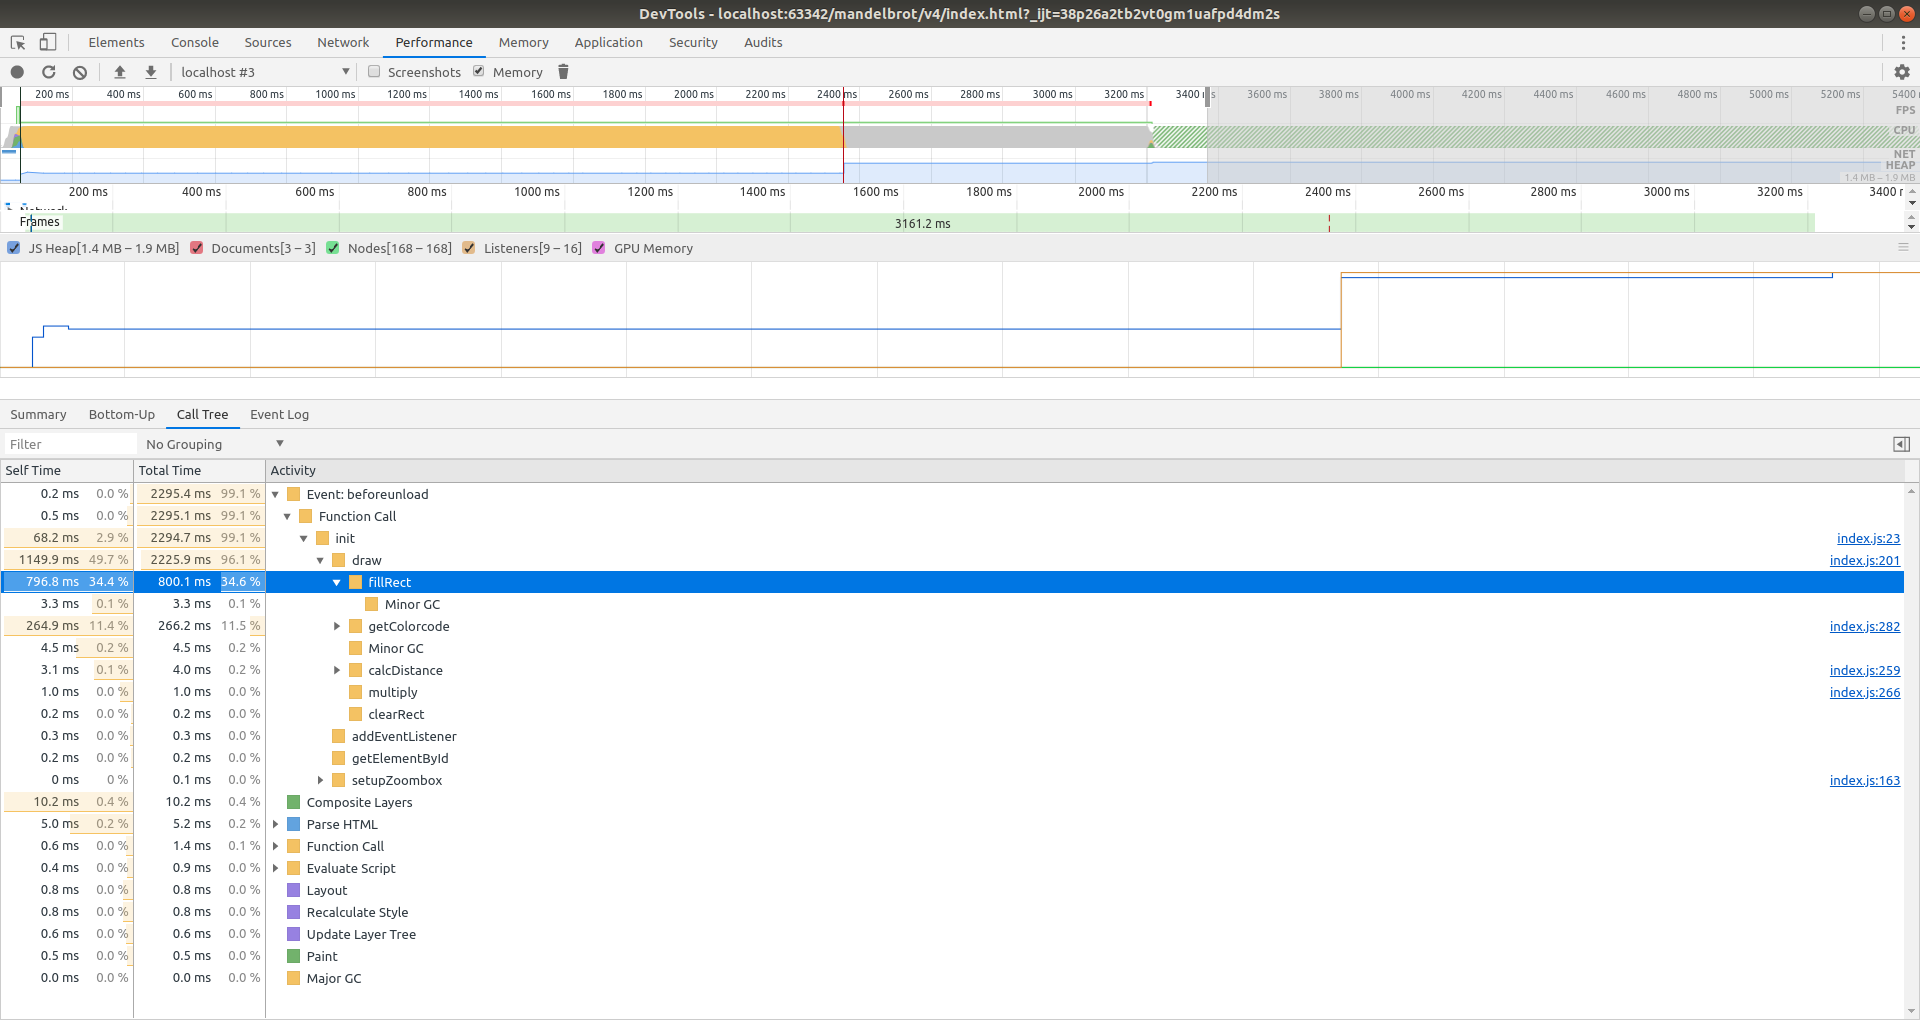 DevTools - localhost:63342/mandelbrot/v4/index.html?_ijt=38p26a2tb2vt0gm1uafpd4dm2s
Elements Console Sources Network Performance Memory Application Security Audits
localhost #3 Screenshots Memory
200 ms 400 ms 600 ms 800 ms 1000 ms 1200 ms 1400 ms 1600 ms 1800 ms 2000 ms 2200 ms 2400 ms 2600 ms 2800 ms 3000 ms 3200 ms 3400 ms 3600 ms 3800 ms 4000 ms 4200 ms 4400 ms 4600 ms 4800 ms 5000 ms 5200 ms 5400
FPS
CPU
NET
HEAP
1.4 MB – 1.9 MB
200 ms 400 ms 600 ms 800 ms 1000 ms 1200 ms 1400 ms 1600 ms 1800 ms 2000 ms 2200 ms 2400 ms 2600 ms 2800 ms 3000 ms 3200 ms 3400 r
Network
Frames 3161.2 ms
JS Heap[1.4 MB – 1.9 MB] Documents[3 – 3] Nodes[168 – 168] Listeners[9 – 16] GPU Memory
Summary Bottom-Up Call Tree Event Log
Filter No Grouping
Self Time Total Time Activity
0.2 ms 0.0 % 2295.4 ms 99.1 % Event: beforeunload
0.5 ms 0.0 % 2295.1 ms 99.1 % Function Call
68.2 ms 2.9 % 2294.7 ms 99.1 % init index.js:23
1149.9 ms 49.7 % 2225.9 ms 96.1 % draw index.js:201
796.8 ms 34.4 % 800.1 ms 34.6 % fillRect
3.3 ms 0.1 % 3.3 ms 0.1 % Minor GC
264.9 ms 11.4 % 266.2 ms 11.5 % getColorcode index.js:282
4.5 ms 0.2 % 4.5 ms 0.2 % Minor GC
3.1 ms 0.1 % 4.0 ms 0.2 % calcDistance index.js:259
1.0 ms 0.0 % 1.0 ms 0.0 % multiply index.js:266
0.2 ms 0.0 % 0.2 ms 0.0 % clearRect
0.3 ms 0.0 % 0.3 ms 0.0 % addEventListener
0.2 ms 0.0 % 0.2 ms 0.0 % getElementById
0 ms 0 % 0.1 ms 0.0 % setupZoombox index.js:163
10.2 ms 0.4 % 10.2 ms 0.4 % Composite Layers
5.0 ms 0.2 % 5.2 ms 0.2 % Parse HTML
0.6 ms 0.0 % 1.4 ms 0.1 % Function Call
0.4 ms 0.0 % 0.9 ms 0.0 % Evaluate Script
0.8 ms 0.0 % 0.8 ms 0.0 % Layout
0.8 ms 0.0 % 0.8 ms 0.0 % Recalculate Style
0.6 ms 0.0 % 0.6 ms 0.0 % Update Layer Tree
0.5 ms 0.0 % 0.5 ms 0.0 % Paint
0.0 ms 0.0 % 0.0 ms 0.0 % Major GC